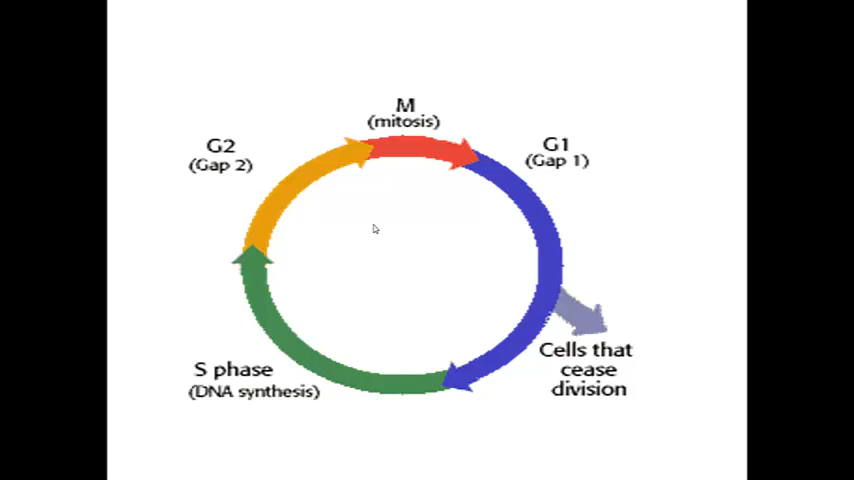 M
(mitosis)
G1
(Gap 1)
G2
(Gap 2)
Cells that
cease
division
S phase
(DNA synthesis)